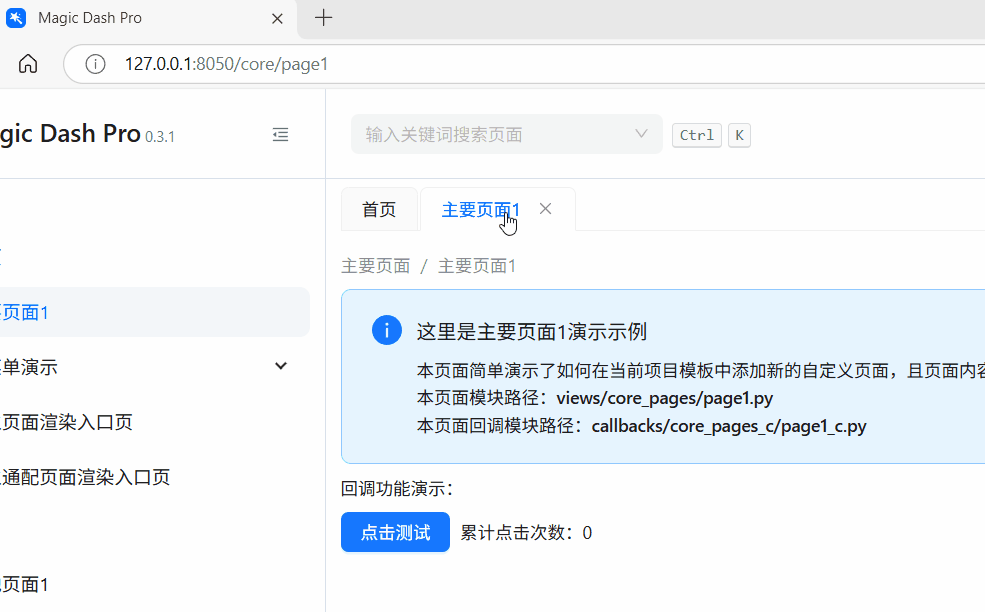 Magic Dash Pro
127.0.0.1:8050/core/page1
gic Dash Pro 0.3.1
输入关键词搜索页面
Ctrl K
首页
主要页面1
主要页面 / 主要页面1
页面1
单演示
页面渲染入口页
通配页面渲染入口页
页面1
这里是主要页面1演示示例
本页面简单演示了如何在当前项目模板中添加新的自定义页面，且页面内容
本页面模块路径：views/core_pages/page1.py
本页面回调模块路径：callbacks/core_pages_c/page1_c.py
回调功能演示：
点击测试 累计点击次数：0